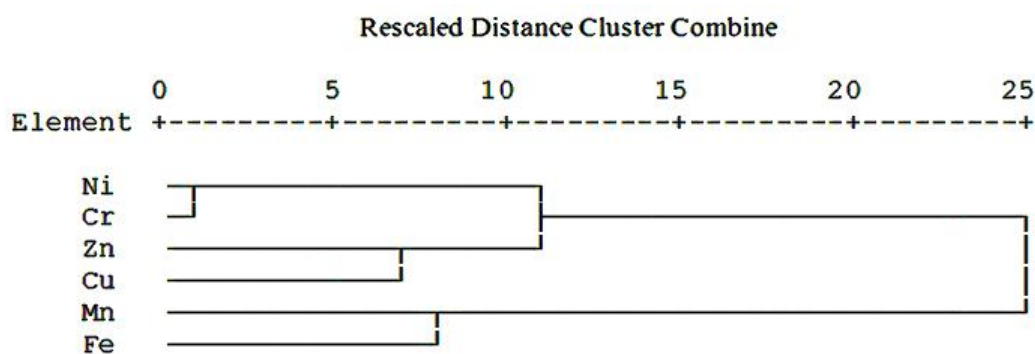 Rescaled Distance Cluster Combine
0 5 10 15 20 25
Element +---------+---------+---------+---------+---------+
Ni
Cr
Zn
Cu
Mn
Fe